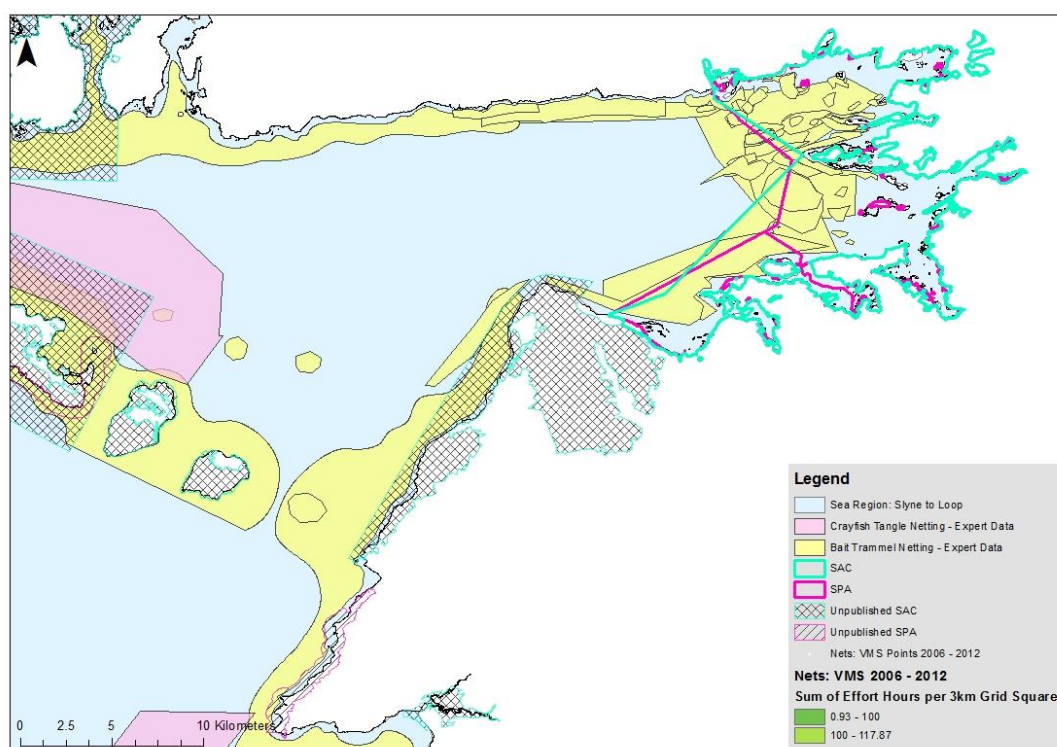 Legend
Sea Region: Slyne to Loop
Crayfish Tangle Netting - Expert Data
Bait Trammel Netting - Expert Data
SAC
SPA
Unpublished SAC
Unpublished SPA
Nets: VMS Points 2006 - 2012
Nets: VMS 2006 - 2012
Sum of Effort Hours per 3km Grid Square
0.93 - 100
100 - 117.87
0 2.5 5 10 Kilometers